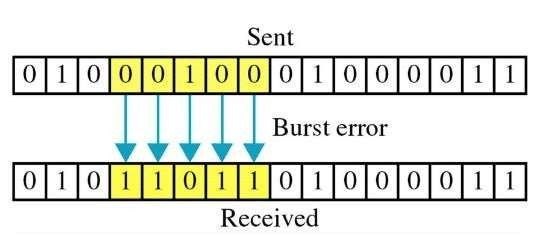 Sent
0 1 0 0 0 1 0 0 0 1 0 0 0 0 1 1
Burst error
0 1 0 1 1 0 1 1 0 1 0 0 0 0 1 1
Received